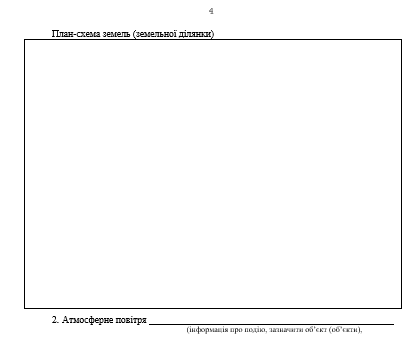 4
План-схема земель (земельної ділянки)
2. Атмосферне повітря
(інформація про подію, зазначити об’єкт (об’єкти),